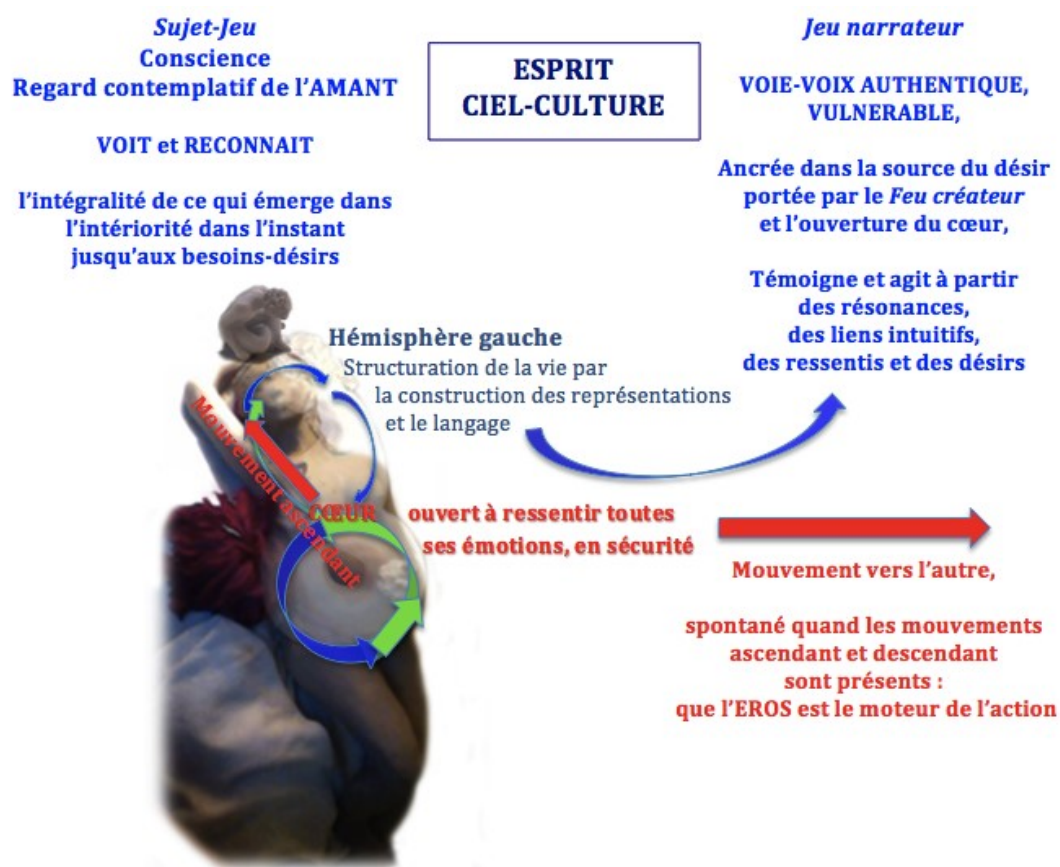 Sujet-Jeu
Conscience
Regard contemplatif de l'AMANT
VOIT et RECONNAIT
l'intégralité de ce qui émerge dans
l'intériorité dans l'instant
jusqu'aux besoins-désirs
ESPRIT
CIEL-CULTURE
Jeu narrateur
VOIE-VOIX AUTHENTIQUE,
VULNERABLE,
Ancrée dans la source du désir
portée par le Feu créateur
et l'ouverture du cœur,
Témoigne et agit à partir
des résonances,
des liens intuitifs,
des ressentis et des désirs
Hémisphère gauche
Structuration de la vie par
la construction des représentations
et le langage
Mouvement ascendant
CŒUR ouvert à ressentir toutes
ses émotions, en sécurité
Mouvement vers l'autre,
spontané quand les mouvements
ascendant et descendant
sont présents :
que l'EROS est le moteur de l'action